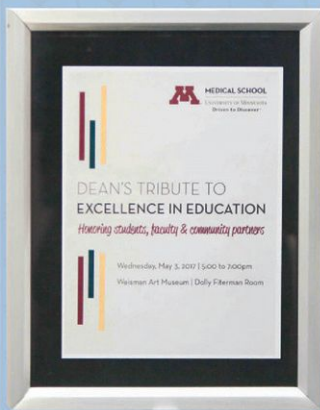 M
MEDICAL SCHOOL
UNIVERSITY OF MINNESOTA
Driven to Discover
DEAN'S TRIBUTE TO
EXCELLENCE IN EDUCATION
Honoring students, faculty & community partners
Wednesday, May 3, 2017 | 5:00 to 7:00pm
Weisman Art Museum | Dolly Fiterman Room